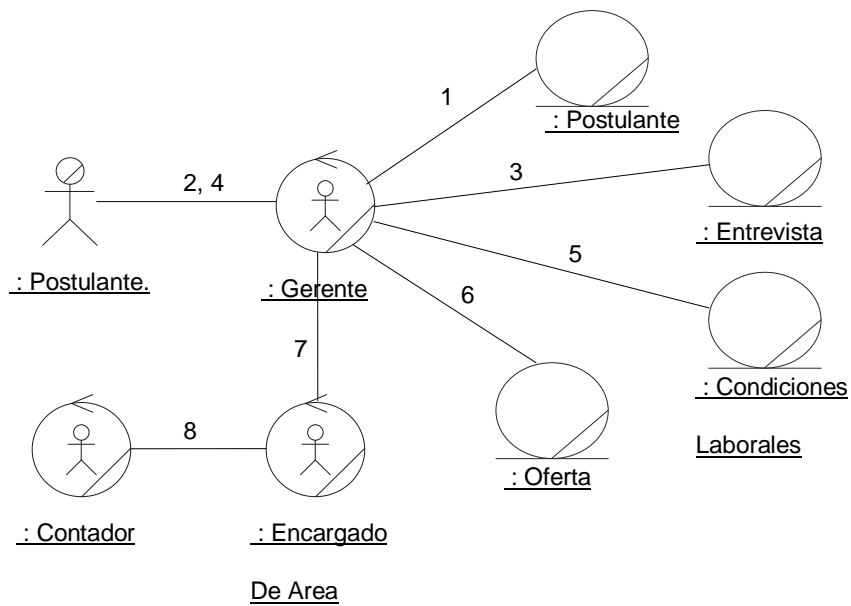 1
: Postulante
2, 4
3
: Postulante.
: Gerente
: Entrevista
5
6
7
: Condiciones
Laborales
8
: Oferta
: Contador
: Encargado
De Area